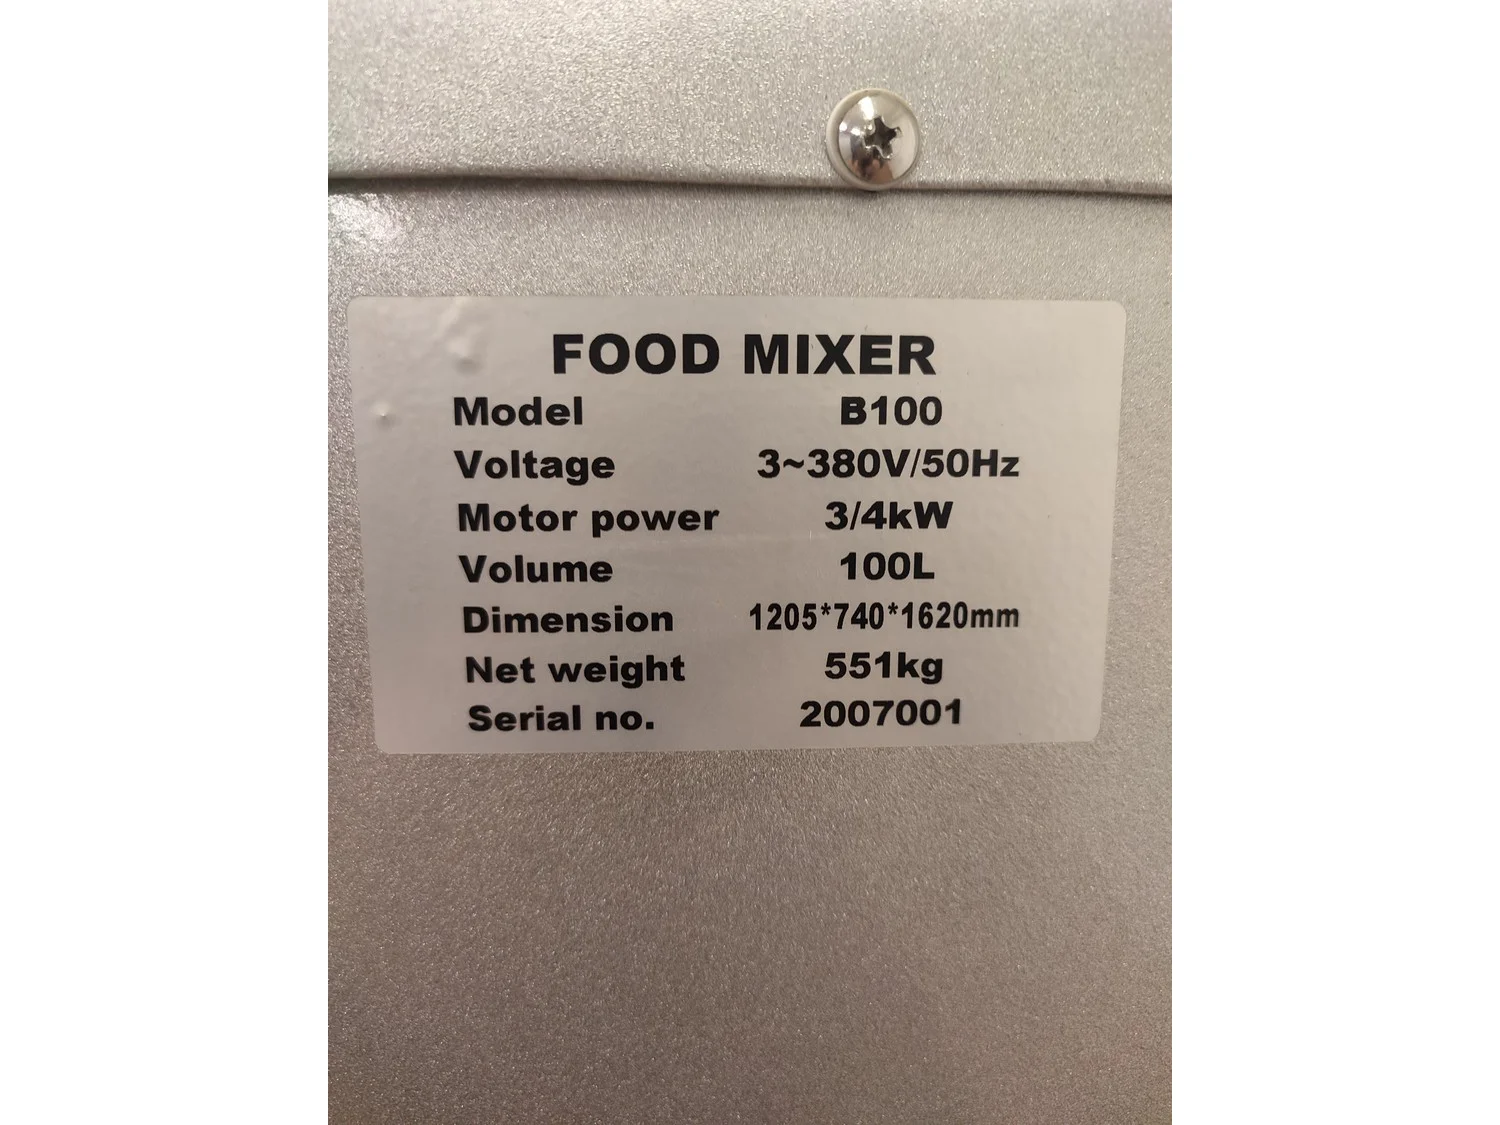 FOOD MIXER
Model B100
Voltage 3~380V/50Hz
Motor power 3/4kW
Volume 100L
Dimension 1205*740*1620mm
Net weight 551kg
Serial no. 2007001